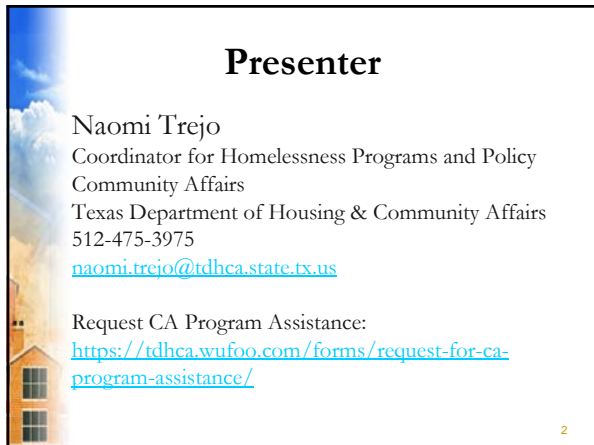 Presenter
Naomi Trejo
Coordinator for Homelessness Programs and Policy
Community Affairs
Texas Department of Housing & Community Affairs
512-475-3975
naomi.trejo@tdhca.state.tx.us
Request CA Program Assistance:
https://tdhca.wufoo.com/forms/request-for-ca-
program-assistance/
2